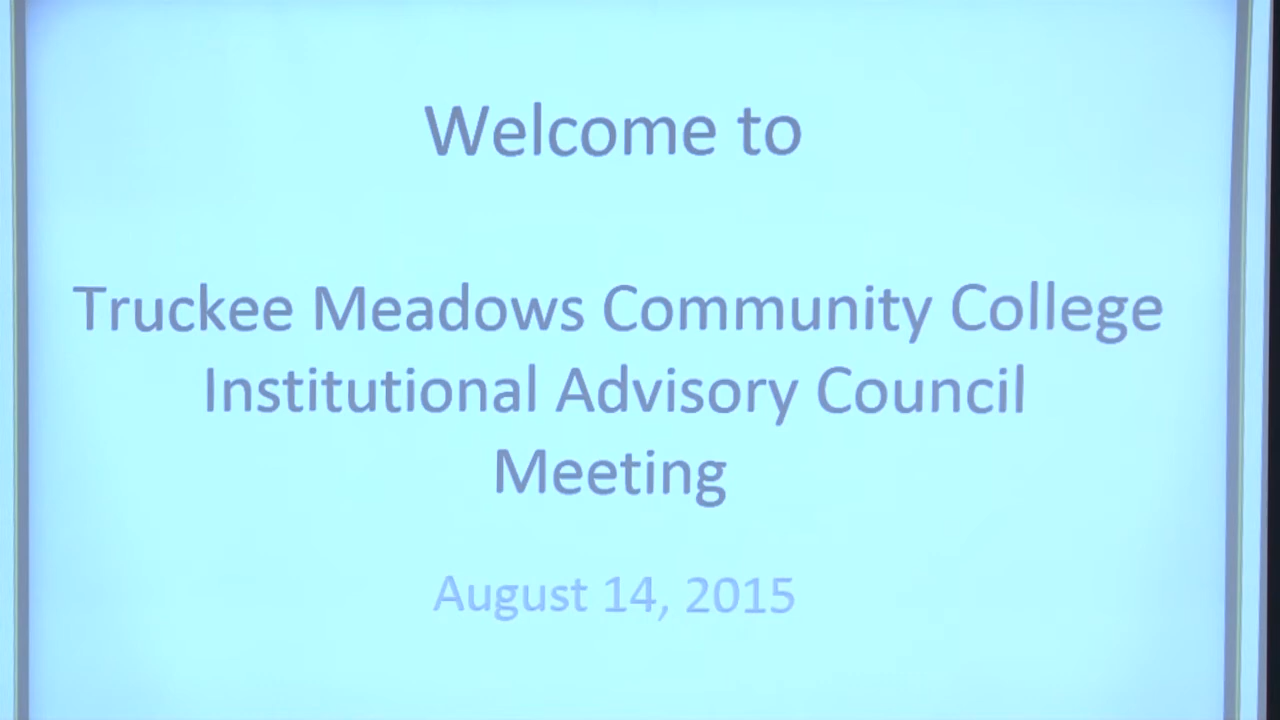 Welcome to
Truckee Meadows Community College
Institutional Advisory Council
Meeting
August 14, 2015